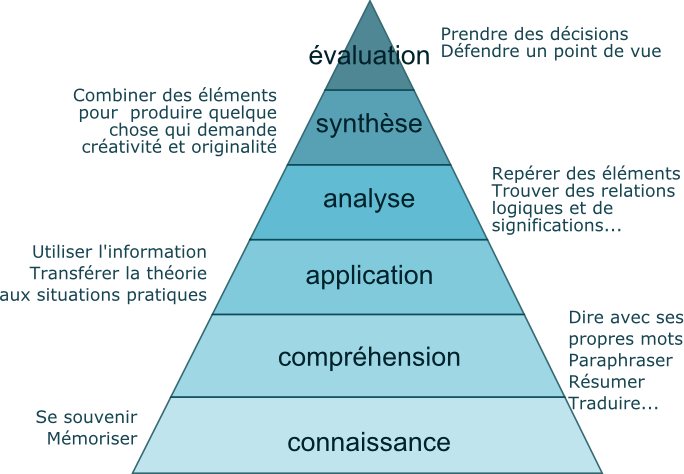 évaluation
Prendre des décisions
Défendre un point de vue
Combiner des éléments
pour produire quelque
chose qui demande
créativité et originalité
synthèse
analyse
Repérer des éléments
Trouver des relations
logiques et de
significations...
Utiliser l'information
Transférer la théorie
aux situations pratiques
application
compréhension
Dire avec ses
propres mots
Paraphraser
Résumer
Traduire...
Se souvenir
Mémoriser
connaissance